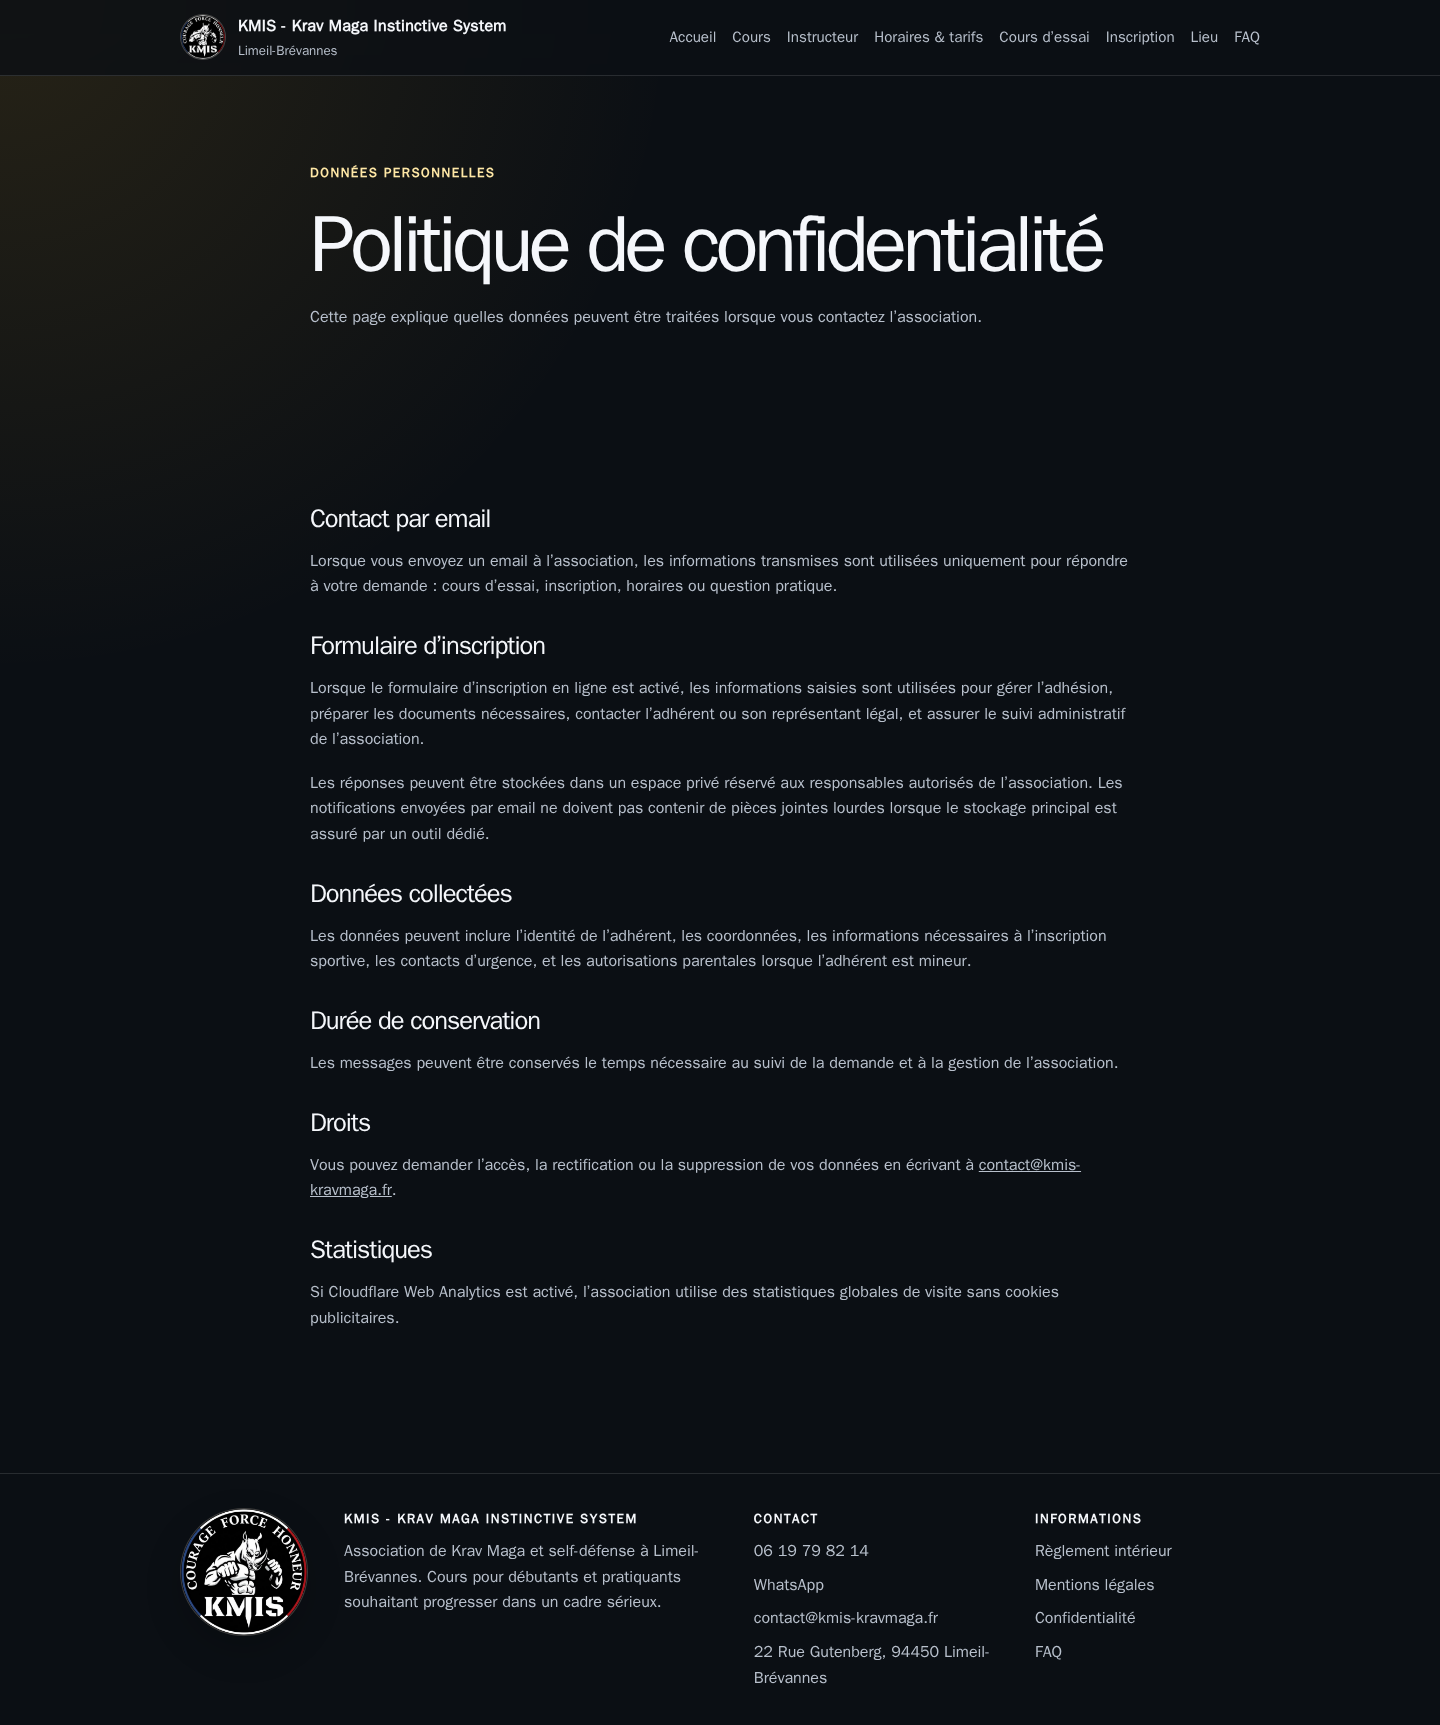 KMIS - Krav Maga Instinctive System
Limeil-Brévannes
Accueil Cours Instructeur Horaires & tarifs Cours d'essai Inscription Lieu FAQ
DONNÉES PERSONNELLES
Politique de confidentialité
Cette page explique quelles données peuvent être traitées lorsque vous contactez l'association.
Contact par email
Lorsque vous envoyez un email à l'association, les informations transmises sont utilisées uniquement pour répondre
à votre demande : cours d'essai, inscription, horaires ou question pratique.
Formulaire d'inscription
Lorsque le formulaire d'inscription en ligne est activé, les informations saisies sont utilisées pour gérer l'adhésion,
préparer les documents nécessaires, contacter l'adhérent ou son représentant légal, et assurer le suivi administratif
de l'association.
Les réponses peuvent être stockées dans un espace privé réservé aux responsables autorisés de l'association. Les
notifications envoyées par email ne doivent pas contenir de pièces jointes lourdes lorsque le stockage principal est
assuré par un outil dédié.
Données collectées
Les données peuvent inclure l'identité de l'adhérent, les coordonnées, les informations nécessaires à l'inscription
sportive, les contacts d'urgence, et les autorisations parentales lorsque l'adhérent est mineur.
Durée de conservation
Les messages peuvent être conservés le temps nécessaire au suivi de la demande et à la gestion de l'association.
Droits
Vous pouvez demander l'accès, la rectification ou la suppression de vos données en écrivant à contact@kmis-
kravmaga.fr.
Statistiques
Si Cloudflare Web Analytics est activé, l'association utilise des statistiques globales de visite sans cookies
publicitaires.
COURAGE FORCE HONNEUR
KMIS
KMIS - KRAV MAGA INSTINCTIVE SYSTEM
Association de Krav Maga et self-défense à Limeil-
Brévannes. Cours pour débutants et pratiquants
souhaitant progresser dans un cadre sérieux.
CONTACT
06 19 79 82 14
WhatsApp
contact@kmis-kravmaga.fr
22 Rue Gutenberg, 94450 Limeil-
Brévannes
INFORMATIONS
Règlement intérieur
Mentions légales
Confidentialité
FAQ